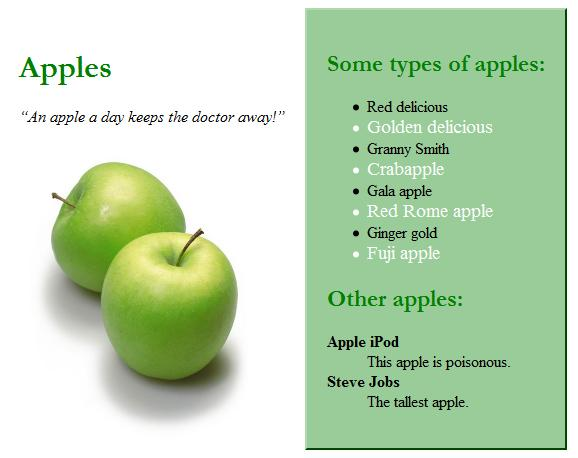 Apples
“An apple a day keeps the doctor away!”
Some types of apples:
Red delicious
Golden delicious
Granny Smith
Crabapple
Gala apple
Red Rome apple
Ginger gold
Fuji apple
Other apples:
Apple iPod
This apple is poisonous.
Steve Jobs
The tallest apple.